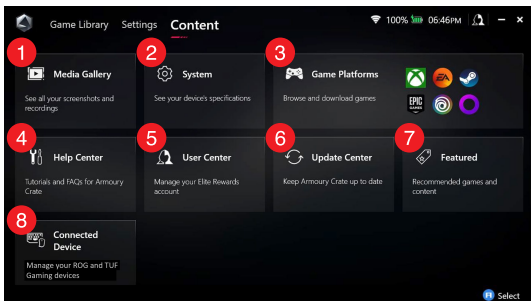 Game Library Settings Content 100% 06:46PM
1 2 3
Media Gallery System Game Platforms
See all your screenshots and recordings
See your device's specifications
Browse and download games
EA
EPIC GAMES
4 5 6 7
Help Center User Center Update Center Featured
Tutorials and FAQs for Armoury Crate
Manage your Elite Rewards account
Keep Armoury Crate up to date
Recommended games and content
8
Connected Device
Manage your ROG and TUF Gaming devices
Select